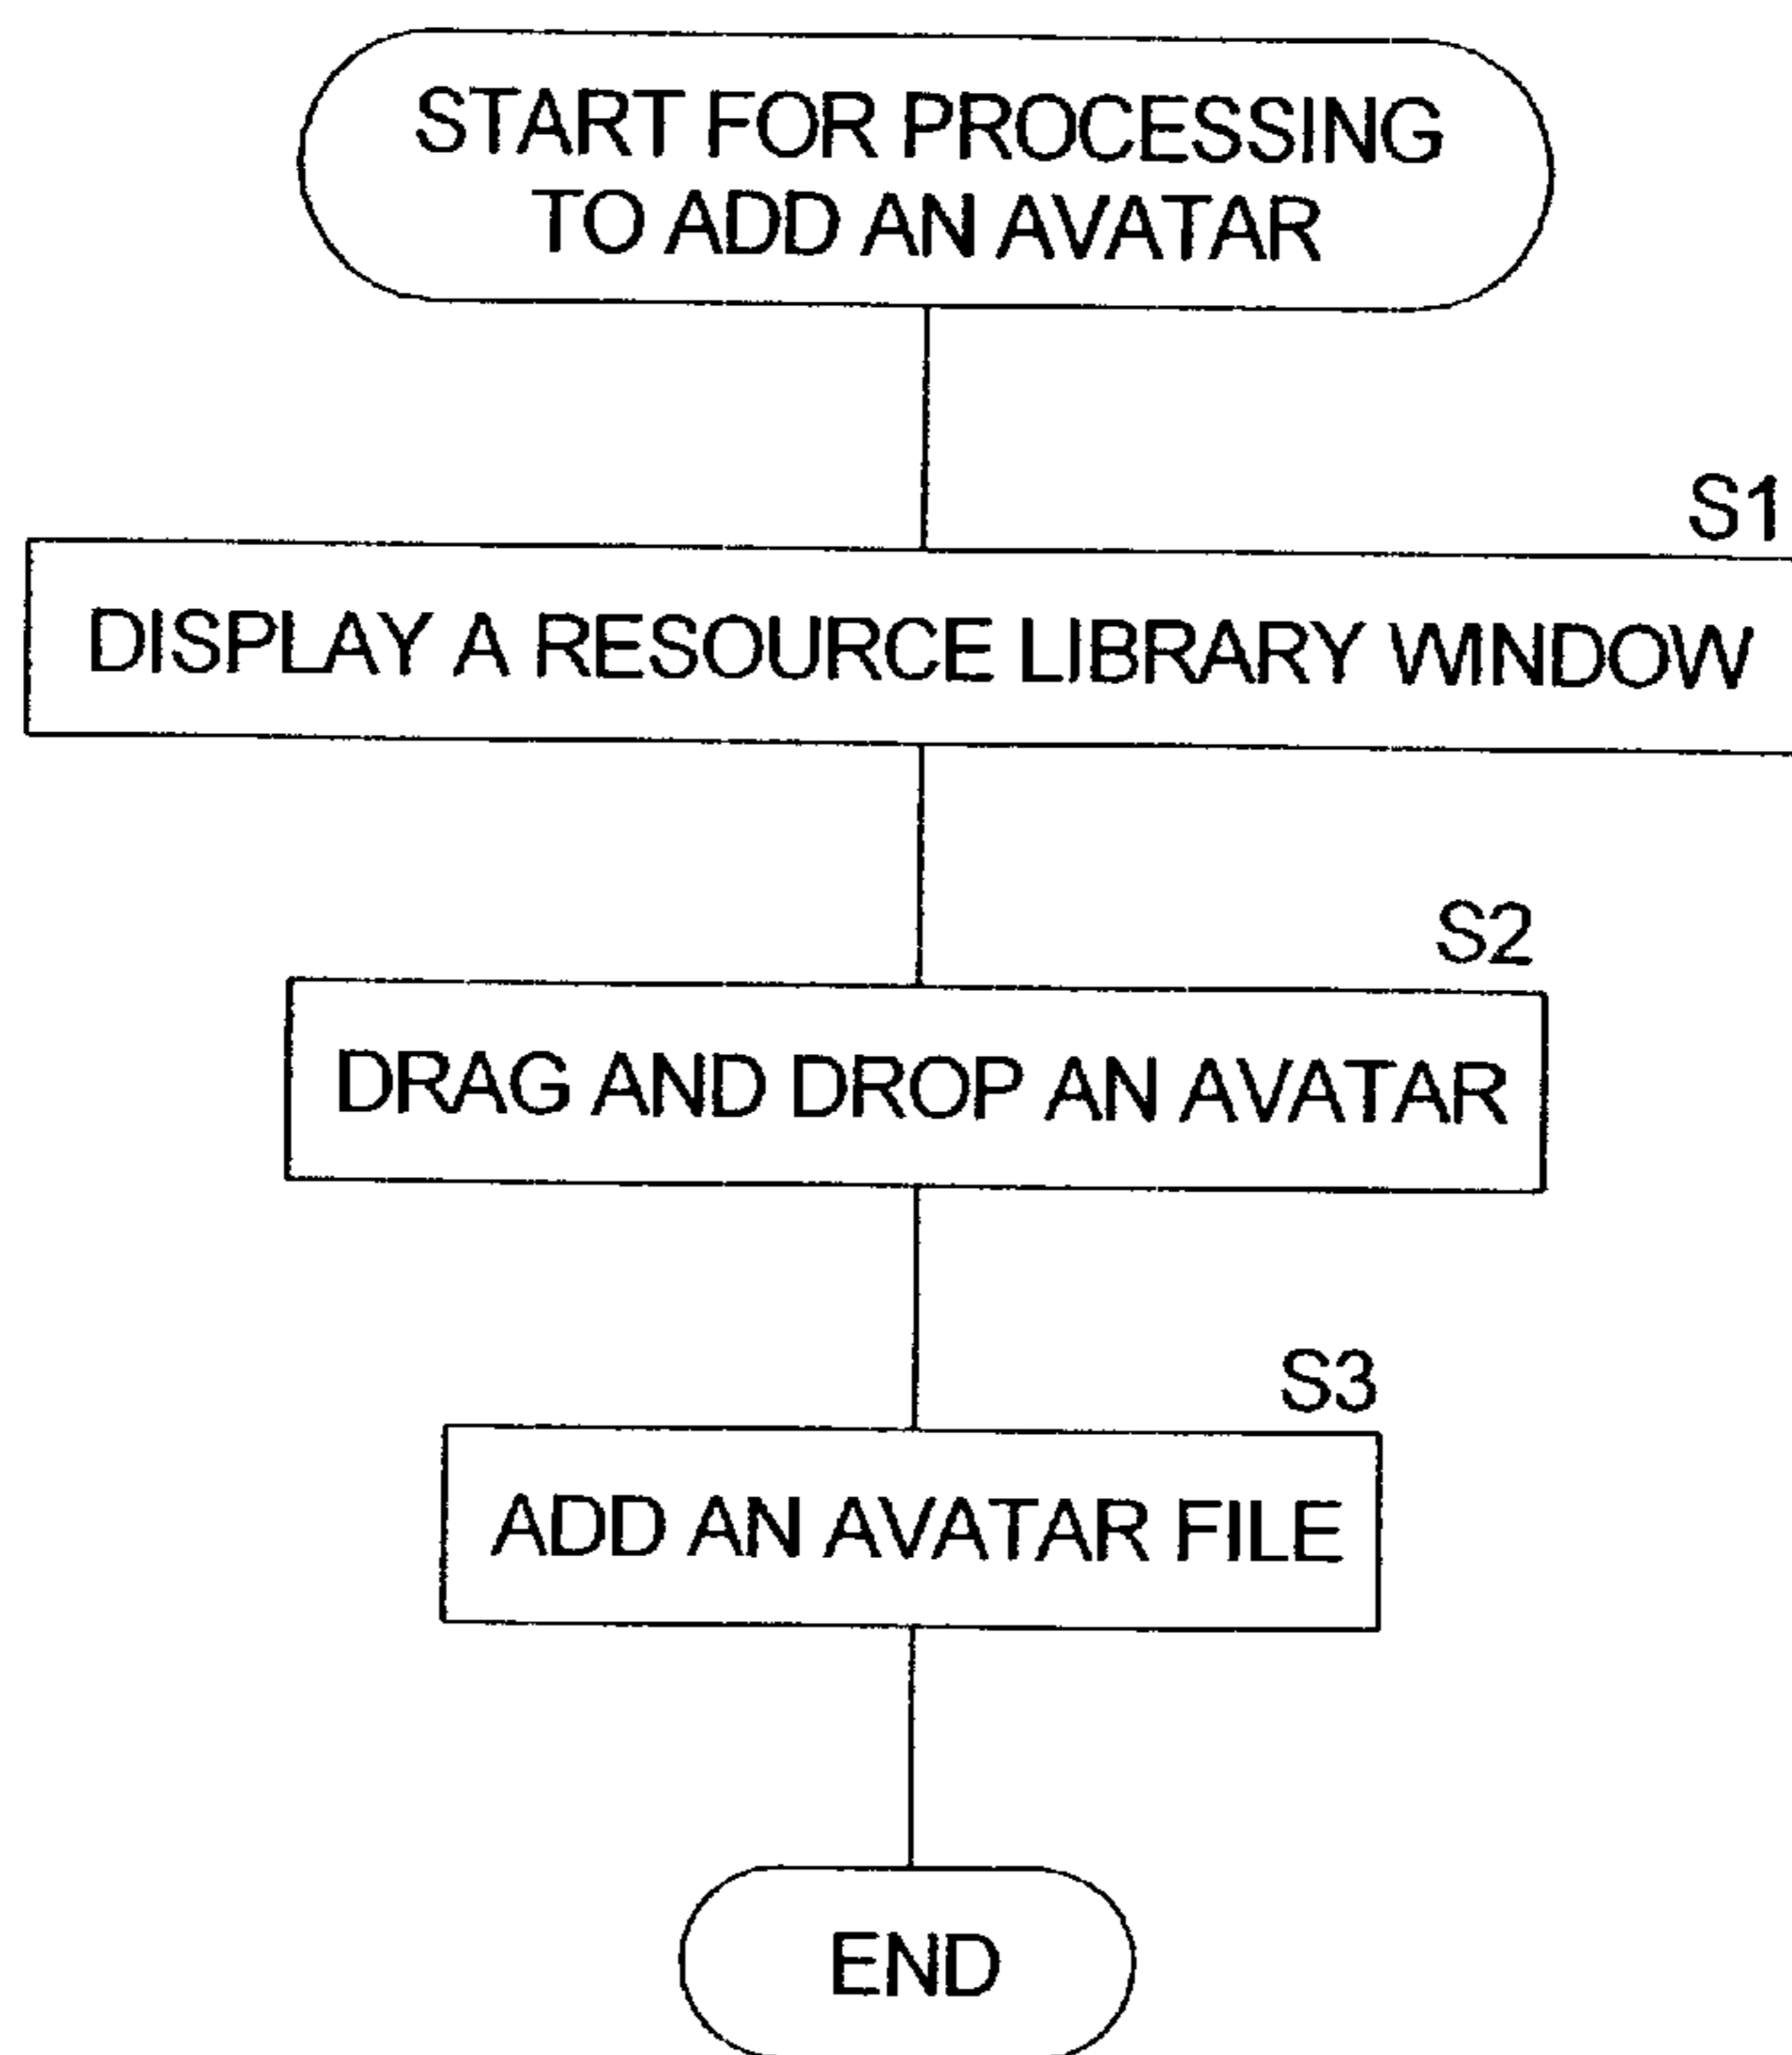 START FOR PROCESSING
TO ADD AN AVATAR
S1
DISPLAY A RESOURCE LIBRARY WINDOW
S2
DRAG AND DROP AN AVATAR
S3
ADD AN AVATAR FILE
END